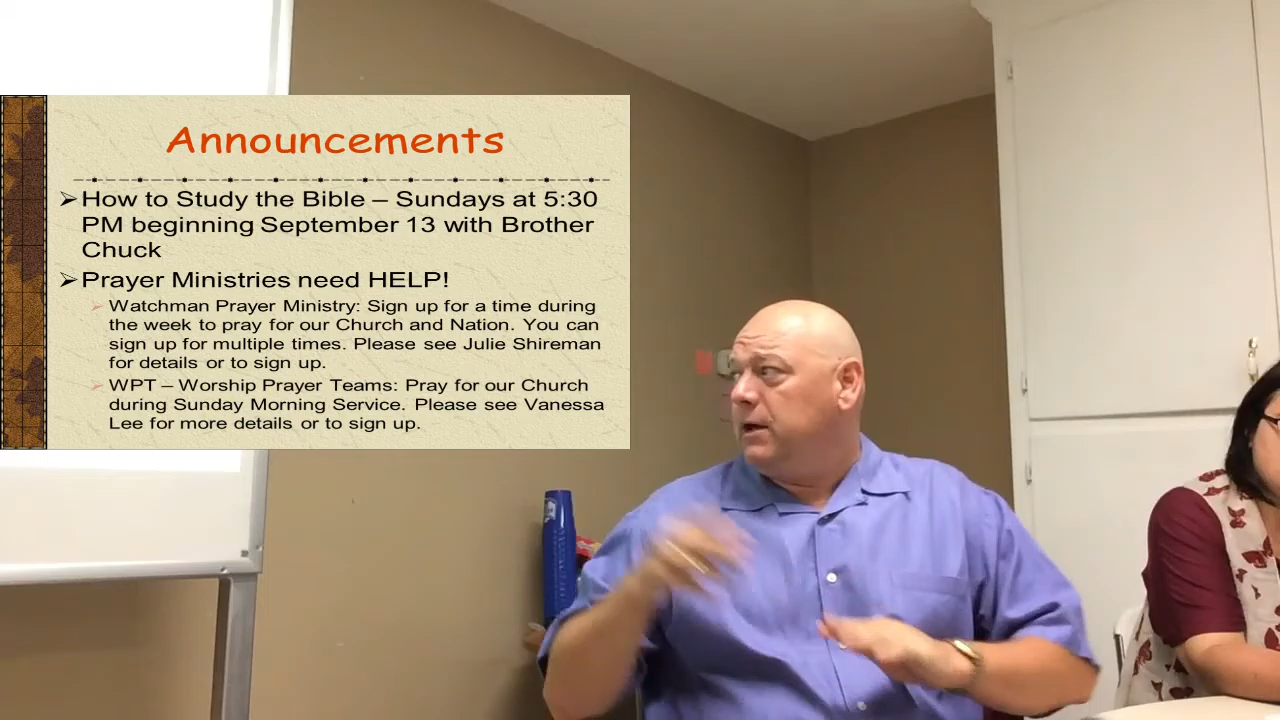 Announcements
How to Study the Bible – Sundays at 5:30
PM beginning September 13 with Brother
Chuck
Prayer Ministries need HELP!
Watchman Prayer Ministry: Sign up for a time during
the week to pray for our Church and Nation. You can
sign up for multiple times. Please see Julie Shireman
for details or to sign up.
WPT – Worship Prayer Teams: Pray for our Church
during Sunday Morning Service. Please see Vanessa
Lee for more details or to sign up.